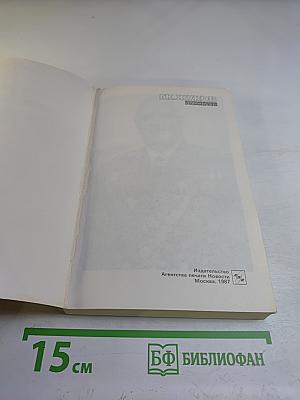 Издательство
Агентства печати Новости
Москва, 1987
15 см
БФ БИБЛИОФАН